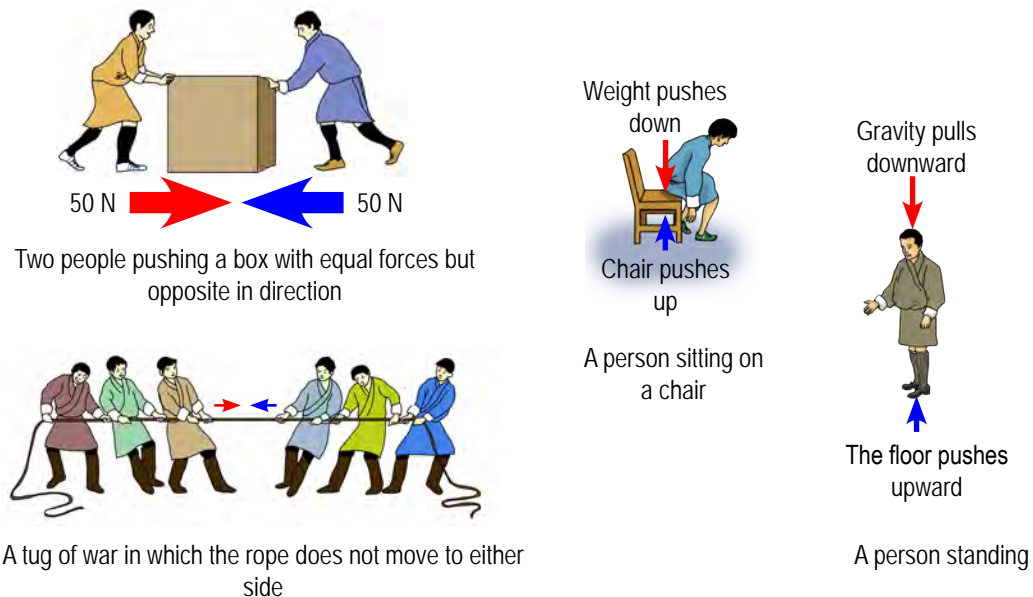 50 N
50 N
Two people pushing a box with equal forces but
opposite in direction
A tug of war in which the rope does not move to either
side
Weight pushes
down
Chair pushes
up
A person sitting on
a chair
Gravity pulls
downward
The floor pushes
upward
A person standing